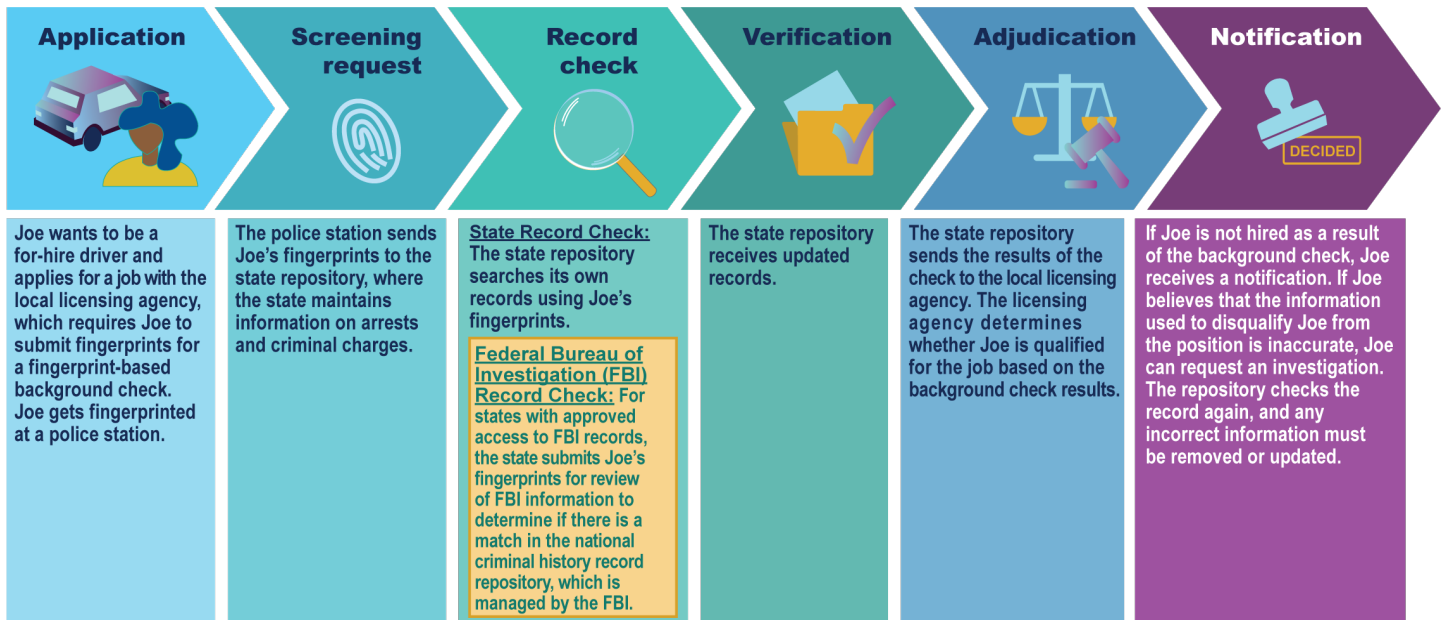 Application
Screening
request
Record
check
Verification
Adjudication
Notification
DECIDED
Joe wants to be a
for-hire driver and
applies for a job with the
local licensing agency,
which requires Joe to
submit fingerprints for
a fingerprint-based
background check.
Joe gets fingerprinted
at a police station.
The police station sends
Joe’s fingerprints to the
state repository, where
the state maintains
information on arrests
and criminal charges.
State Record Check:
The state repository
searches its own
records using Joe’s
fingerprints.
Federal Bureau of
Investigation (FBI)
Record Check: For
states with approved
access to FBI records,
the state submits Joe’s
fingerprints for review
of FBI information to
determine if there is a
match in the national
criminal history record
repository, which is
managed by the FBI.
The state repository
receives updated
records.
The state repository
sends the results of the
check to the local licensing
agency. The licensing
agency determines
whether Joe is qualified
for the job based on the
background check results.
If Joe is not hired as a result
of the background check, Joe
receives a notification. If Joe
believes that the information
used to disqualify Joe from
the position is inaccurate, Joe
can request an investigation.
The repository checks the
record again, and any
incorrect information must
be removed or updated.